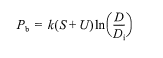 P_b = k(S + U) ln(D/D_i)